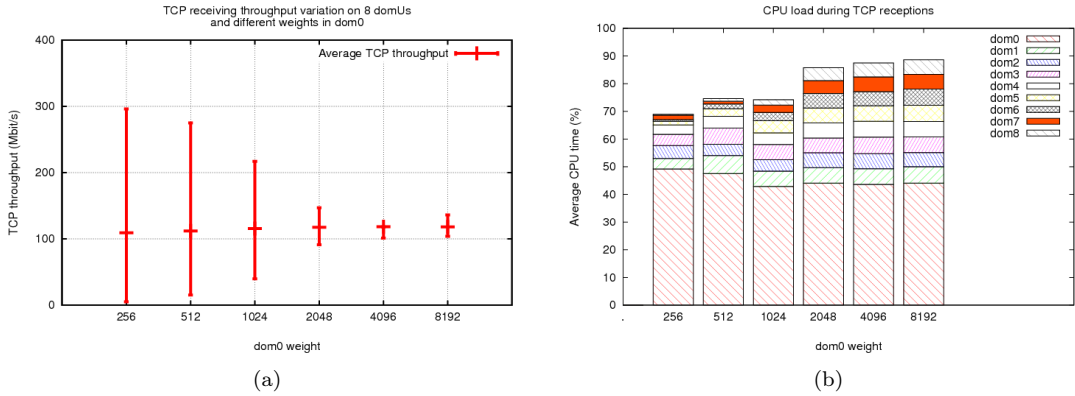 TCP receiving throughput variation on 8 domUs
and different weights in dom0
400
300
200
100
0
TCP throughput (Mbit/s)
Average TCP throughput
256 512 1024 2048 4096 8192
dom0 weight
(a)
CPU load during TCP receptions
100
90
80
70
60
50
40
30
20
10
0
Average CPU time (%)
dom0
dom1
dom2
dom3
dom4
dom5
dom6
dom7
dom8
. 256 512 1024 2048 4096 8192
dom0 weight
(b)